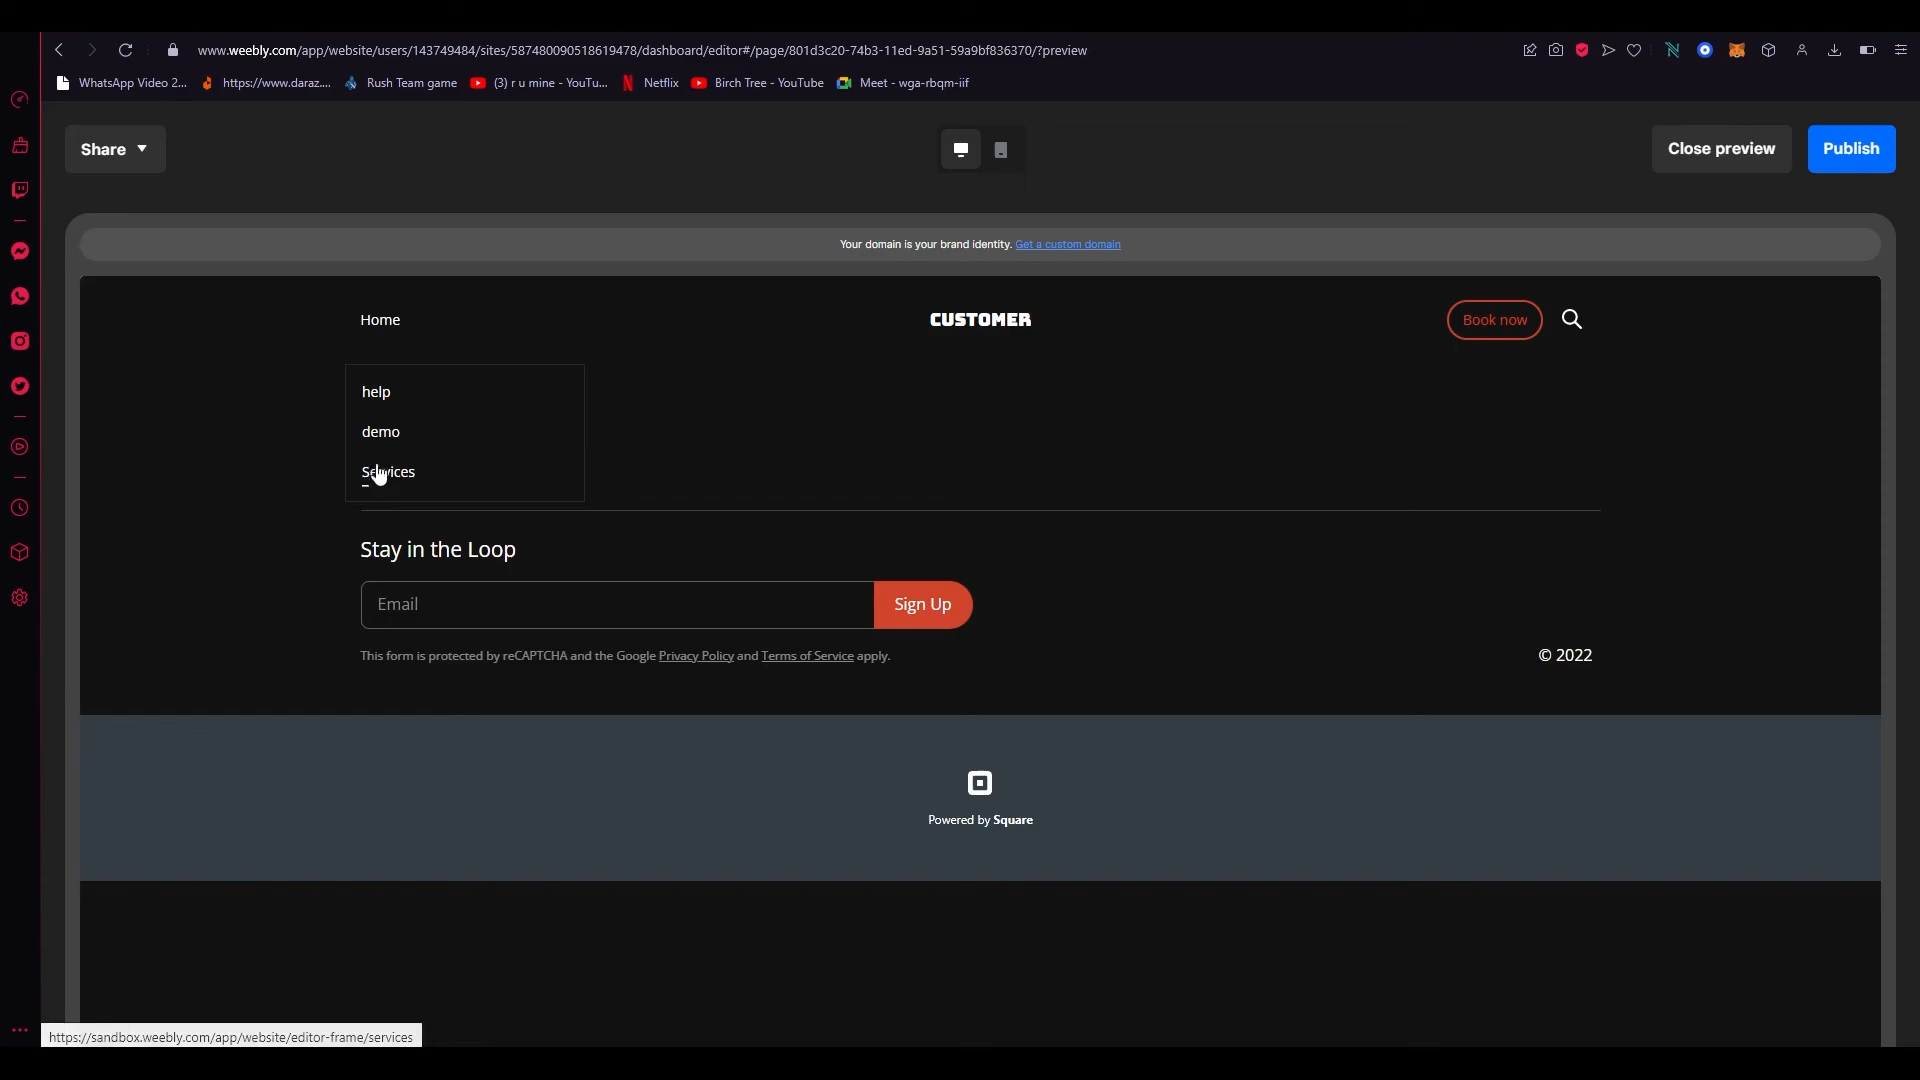 www.weebly.com/app/website/users/143749484/sites/587480090518619478/dashboard/editor#/page/801d3c20-74b3-11ed-9a51-59a9bf836370/?preview
WhatsApp Video 2... https://www.daraz.... Rush Team game (3) r u mine - YouTu... Netflix Birch Tree - YouTube Meet - wga-rbqm-iif
Share Close preview Publish
Your domain is your brand identity. Get a custom domain
Home CUSTOMER Book now
help
demo
Services
Stay in the Loop
Email Sign Up
This form is protected by reCAPTCHA and the Google Privacy Policy and Terms of Service apply. © 2022
Powered by Square
https://sandbox.weebly.com/app/website/editor-frame/services